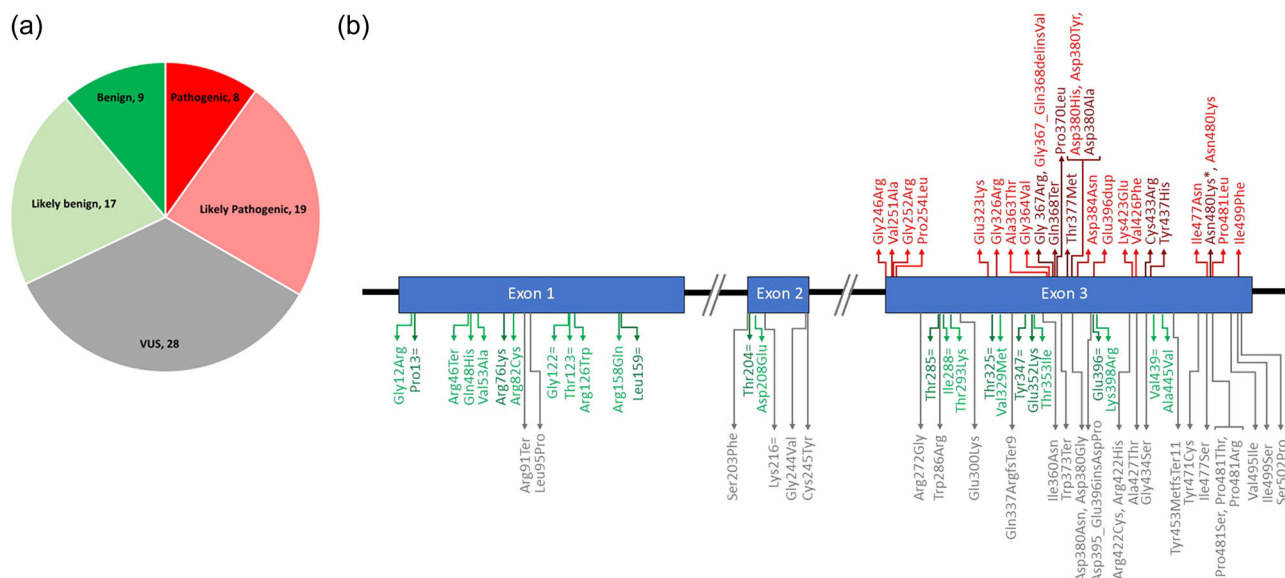 (a)
Benign, 9
Pathogenic, 8
Likely benign, 17
Likely Pathogenic, 19
VUS, 28
(b)
Gly246Arg
Val251Ala
Gly252Arg
Pro254Leu
Glu323Lys
Gly326Arg
Ala363Thr
Gly364Val
Gly 367Arg, Gly367_Gln368delinsVal
Gln368Ter
Pro370Leu
Thr377Met
Asp380His, Asp380Tyr,
Asp380Ala
Asp384Asn
Glu396dup
Lys423Glu
Val426Phe
Cys433Arg
Tyr437His
Ile477Asn
Asn480Lys*, Asn480Lys
Pro481Leu
Ile499Phe
Exon 1
Exon 2
Exon 3
Gly12Arg
Pro13=
Arg46Ter
Gln48His
Val53Ala
Arg76Lys
Arg82Cys
Arg91Ter
Leu95Pro
Gly122=
Thr123=
Arg126Trp
Arg158Gln
Leu159=
Ser203Phe
Thr204=
Asp208Glu
Lys216=
Gly244Val
Cys245Tyr
Arg272Gly
Thr285=
Trp286Arg
Ile288=
Thr293Lys
Glu300Lys
Thr325=
Val329Met
Gln337ArgfsTer9
Tyr347=
Glu352Lys
Thr353Ile
Ile360Asn
Trp373Ter
Asp380Asn, Asp380Gly
Asp395_Glu396insAspPro
Glu396=
Lys398Arg
Arg422Cys, Arg422His
Ala427Thr
Gly434Ser
Val439=
Ala445Val
Tyr453MetfsTer11
Tyr471Cys
Ile477Ser
Pro481Ser, Pro481Thr,
Pro481Arg
Val495Ile
Ile499Ser
Ser502Pro